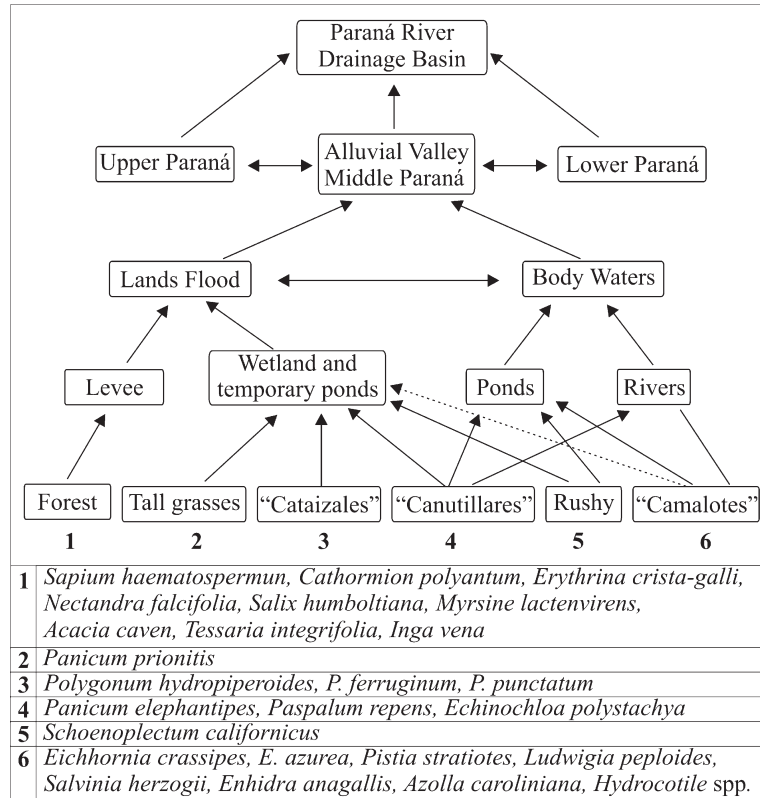 Paraná River
Drainage Basin
Upper Paraná
Alluvial Valley
Middle Paraná
Lower Paraná
Lands Flood
Body Waters
Levee
Wetland and
temporary ponds
Ponds
Rivers
Forest
Tall grasses
“Cataizales”
“Canutillares”
Rushy
“Camalotes”
1
2
3
4
5
6
1 Sapium haematospermun, Cathormion polyantum, Erythrina crista-galli,
Nectandra falcifolia, Salix humboltiana, Myrsine lactenvirens,
Acacia caven, Tessaria integrifolia, Inga vena
2 Panicum prionitis
3 Polygonum hydropiperoides, P. ferruginum, P. punctatum
4 Panicum elephantipes, Paspalum repens, Echinochloa polystachya
5 Schoenoplectum californicus
6 Eichhornia crassipes, E. azurea, Pistia stratiotes, Ludwigia peploides,
Salvinia herzogii, Enhidra anagallis, Azolla caroliniana, Hydrocotile spp.